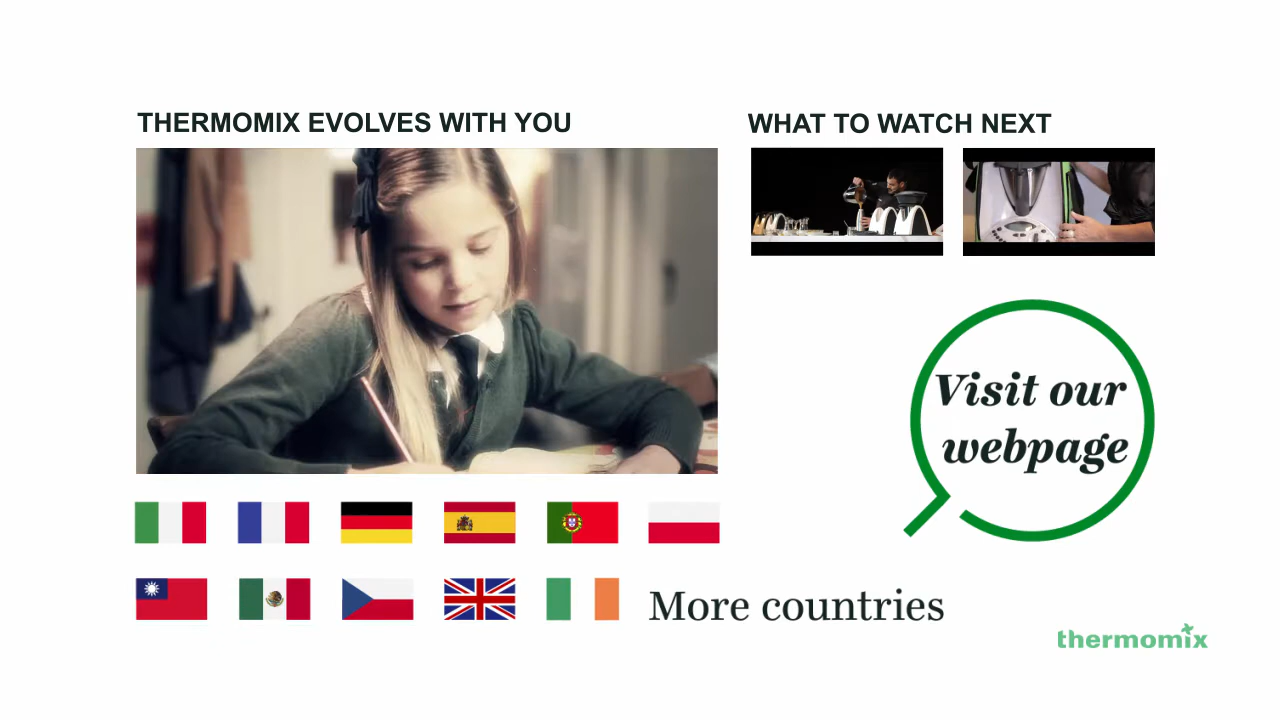 THERMOMIX EVOLVES WITH YOU
WHAT TO WATCH NEXT
Visit our
webpage
More countries
thermomix